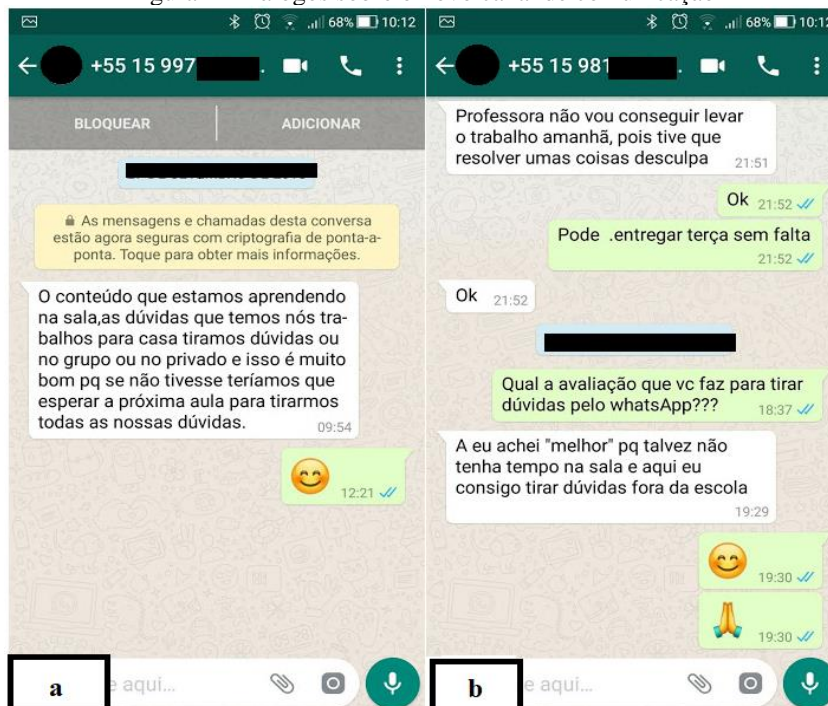 68% 10:12
+55 15 997
BLOQUEAR ADICIONAR
As mensagens e chamadas desta conversa
estão agora seguras com criptografia de ponta-a-
ponta. Toque para obter mais informações.
O conteúdo que estamos aprendendo
na sala,as dúvidas que temos nós tra-
balhos para casa tiramos dúvidas ou
no grupo ou no privado e isso é muito
bom pq se não tivesse teríamos que
esperar a próxima aula para tirarmos
todas as nossas dúvidas. 09:54
😊 12:21
a e aqui...
68% 10:12
+55 15 981
Professora não vou conseguir levar
o trabalho amanhã, pois tive que
resolver umas coisas desculpa 21:51
Ok 21:52
Pode .entregar terça sem falta
21:52
Ok 21:52
Qual a avaliação que vc faz para tirar
dúvidas pelo whatsApp??? 18:37
A eu achei "melhor" pq talvez não
tenha tempo na sala e aqui eu
consigo tirar dúvidas fora da escola
19:29
😊 19:30
🙏 19:30
b e aqui...